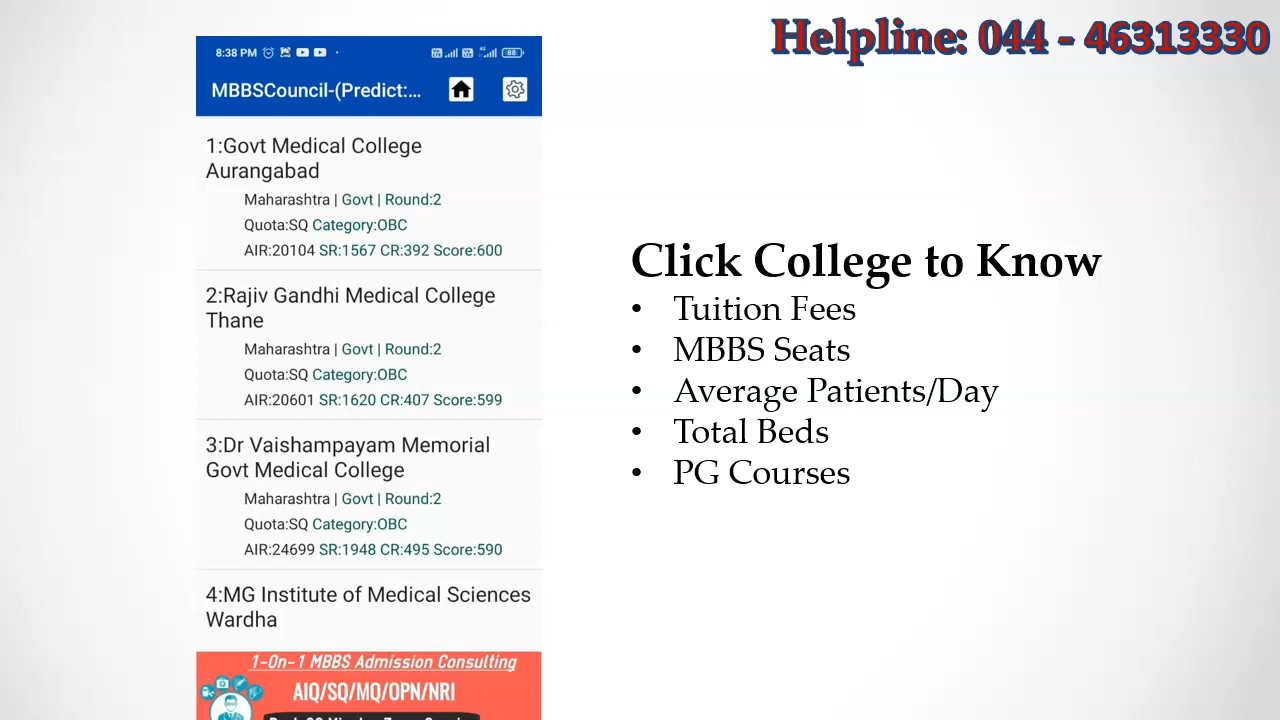 Helpline: 044 - 46313330
8:38 PM
88
MBBSCouncil-(Predict:...
1:Govt Medical College
Aurangabad
Maharashtra | Govt | Round:2
Quota:SQ Category:OBC
AIR:20104 SR:1567 CR:392 Score:600
2:Rajiv Gandhi Medical College
Thane
Maharashtra | Govt | Round:2
Quota:SQ Category:OBC
AIR:20601 SR:1620 CR:407 Score:599
3:Dr Vaishampayam Memorial
Govt Medical College
Maharashtra | Govt | Round:2
Quota:SQ Category:OBC
AIR:24699 SR:1948 CR:495 Score:590
4:MG Institute of Medical Sciences
Wardha
1-On-1 MBBS Admission Consulting
AIQ/SQ/MQ/OPN/NRI
Click College to Know
• Tuition Fees
• MBBS Seats
• Average Patients/Day
• Total Beds
• PG Courses